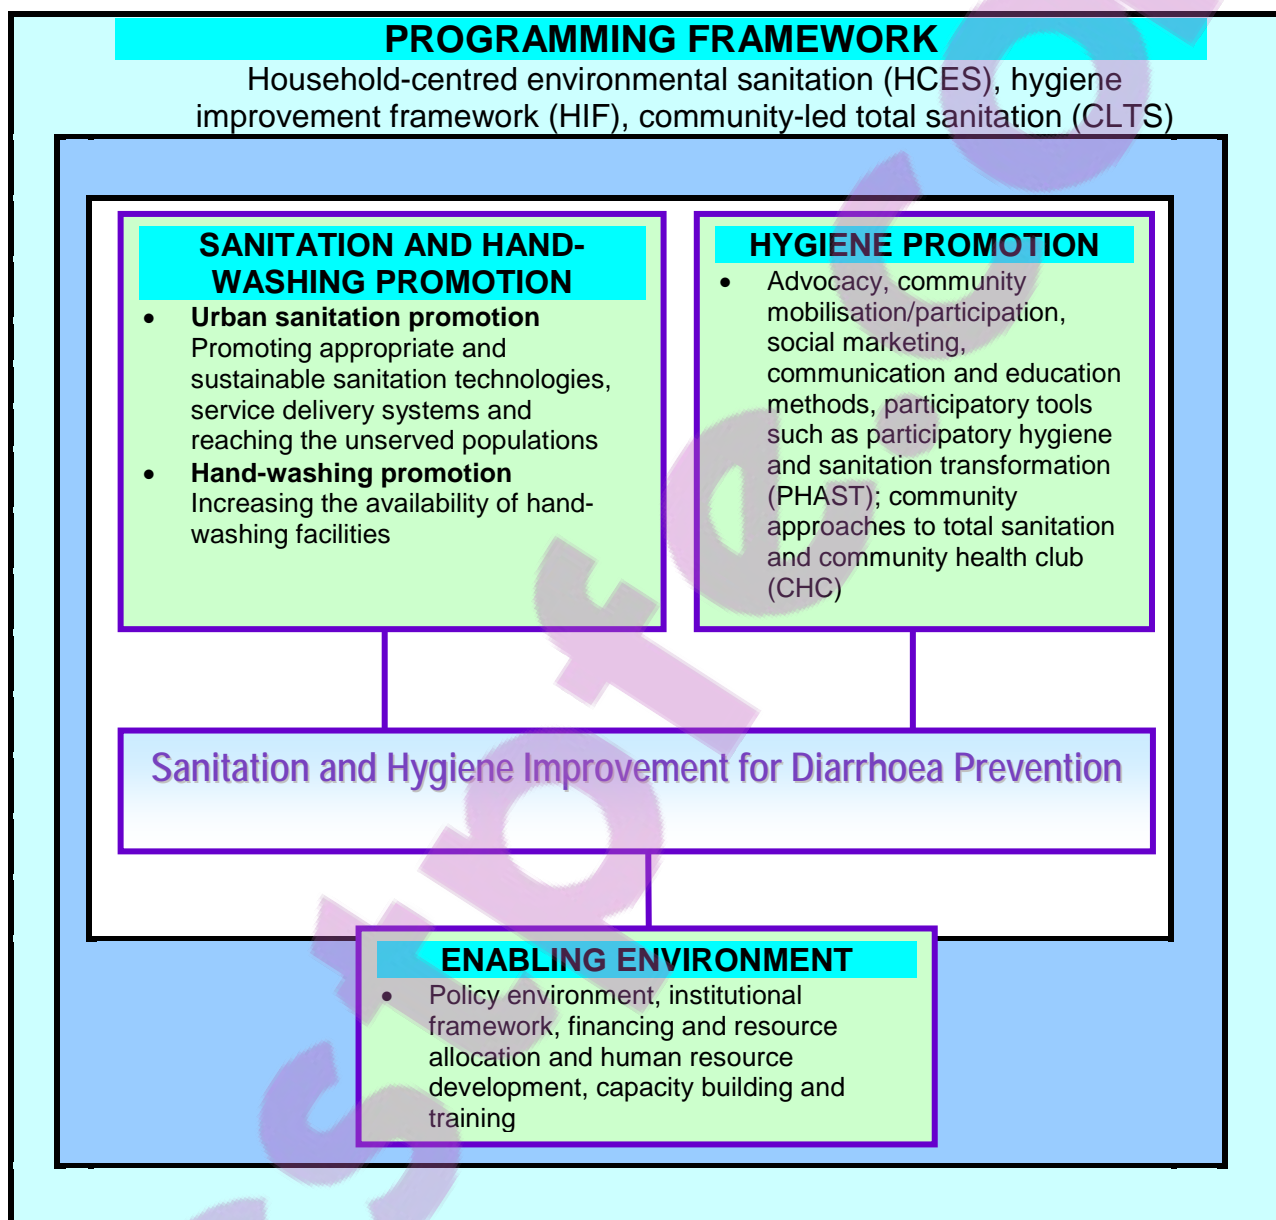 PROGRAMMING FRAMEWORK
Household-centred environmental sanitation (HCES), hygiene
improvement framework (HIF), community-led total sanitation (CLTS)
SANITATION AND HAND-
WASHING PROMOTION
• Urban sanitation promotion
Promoting appropriate and
sustainable sanitation technologies,
service delivery systems and
reaching the unserved populations
• Hand-washing promotion
Increasing the availability of hand-
washing facilities
HYGIENE PROMOTION
• Advocacy, community
mobilisation/participation,
social marketing,
communication and education
methods, participatory tools
such as participatory hygiene
and sanitation transformation
(PHAST); community
approaches to total sanitation
and community health club
(CHC)
Sanitation and Hygiene Improvement for Diarrhoea Prevention
ENABLING ENVIRONMENT
• Policy environment, institutional
framework, financing and resource
allocation and human resource
development, capacity building and
training